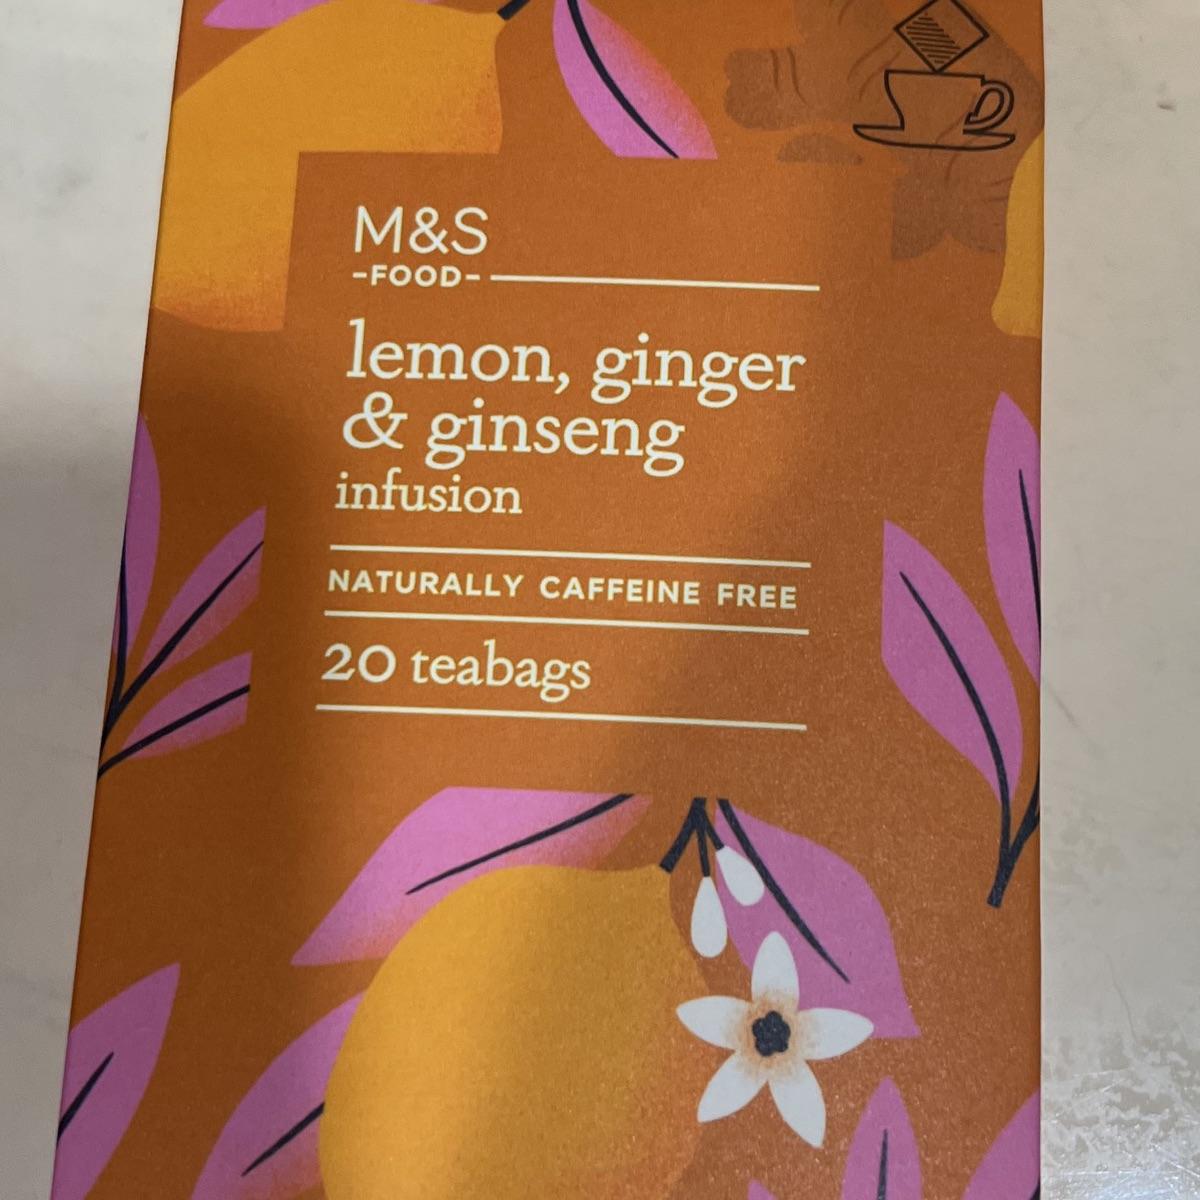 M&S
-FOOD-
lemon, ginger
& ginseng
infusion
NATURALLY CAFFEINE FREE
20 teabags